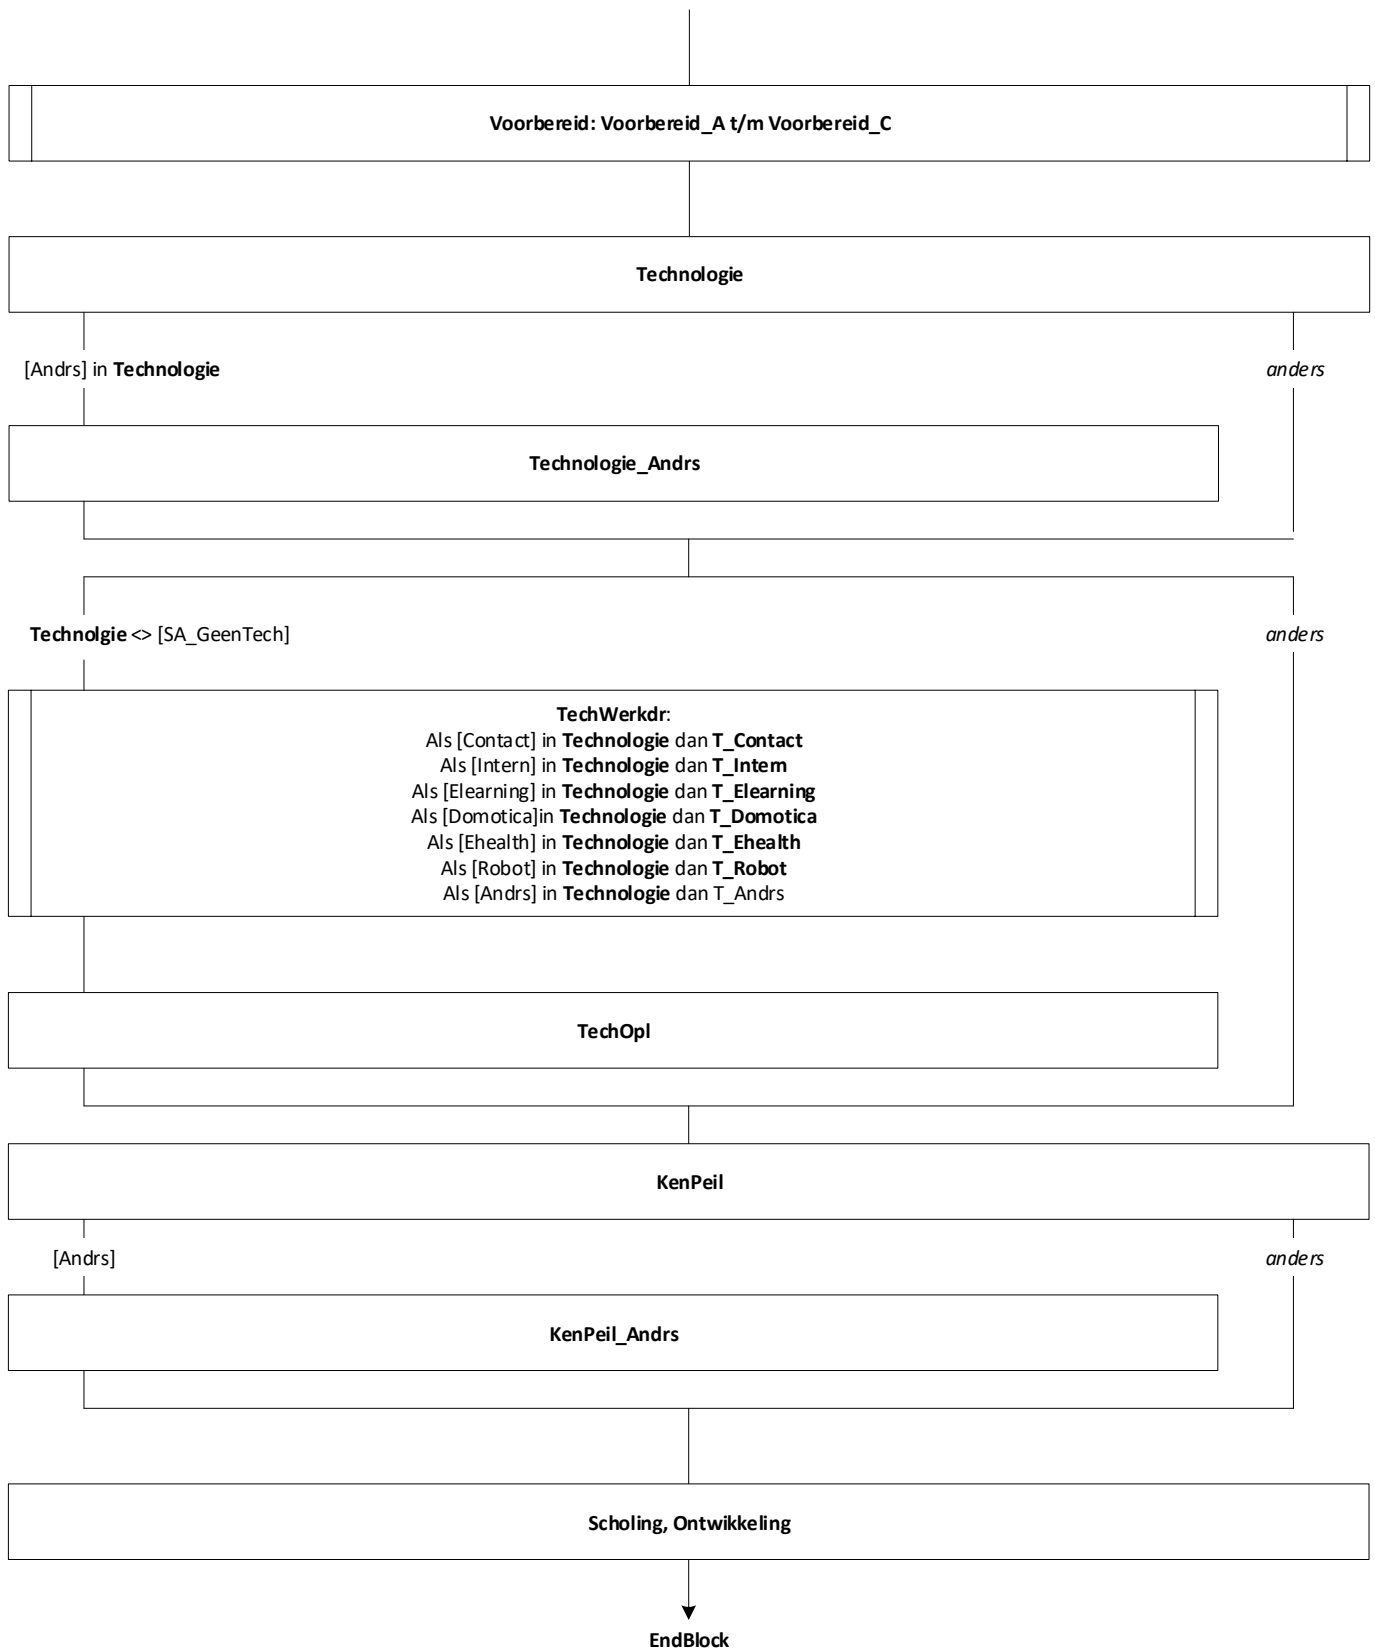 Voorbereid: Voorbereid_A t/m Voorbereid_C
Technologie
[Andrs] in Technologie
anders
Technologie_Andrs
Technolgie <> [SA_GeenTech]
anders
TechWerkdr:
Als [Contact] in Technologie dan T_Contact
Als [Intern] in Technologie dan T_Intern
Als [Elearning] in Technologie dan T_Elearning
Als [Domotica]in Technologie dan T_Domotica
Als [Ehealth] in Technologie dan T_Ehealth
Als [Robot] in Technologie dan T_Robot
Als [Andrs] in Technologie dan T_Andrs
TechOpl
KenPeil
[Andrs]
anders
KenPeil_Andrs
Scholing, Ontwikkeling
EndBlock